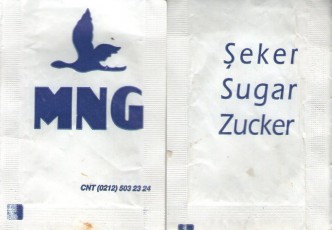 MNG
CNT (0212) 503 23 24
Şeker
Sugar
Zucker